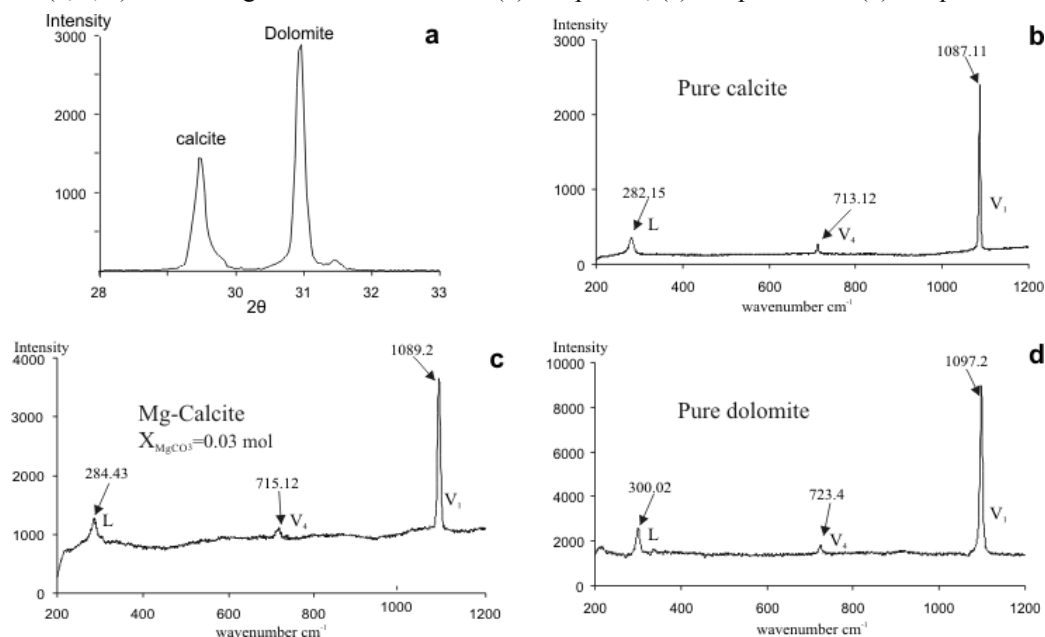 Intensity
a
3000
2000
1000
calcite
Dolomite
28
30
31
32
33
2θ
Intensity
b
3000
2000
1000
0
Pure calcite
1087.11
282.15
L
713.12
V₄
V₁
200
400
600
800
1000
1200
wavenumber cm⁻¹
Intensity
c
4000
3000
2000
1000
0
Mg-Calcite
X_MgCO³=0.03 mol
1089.2
284.43
L
715.12
V₄
V₁
200
400
600
800
1000
1200
wavenumber cm⁻¹
Intensity
d
10000
8000
6000
4000
2000
0
Pure dolomite
1097.2
300.02
L
723.4
V₄
V₁
200
400
600
800
1000
1200
wavenumber cm⁻¹